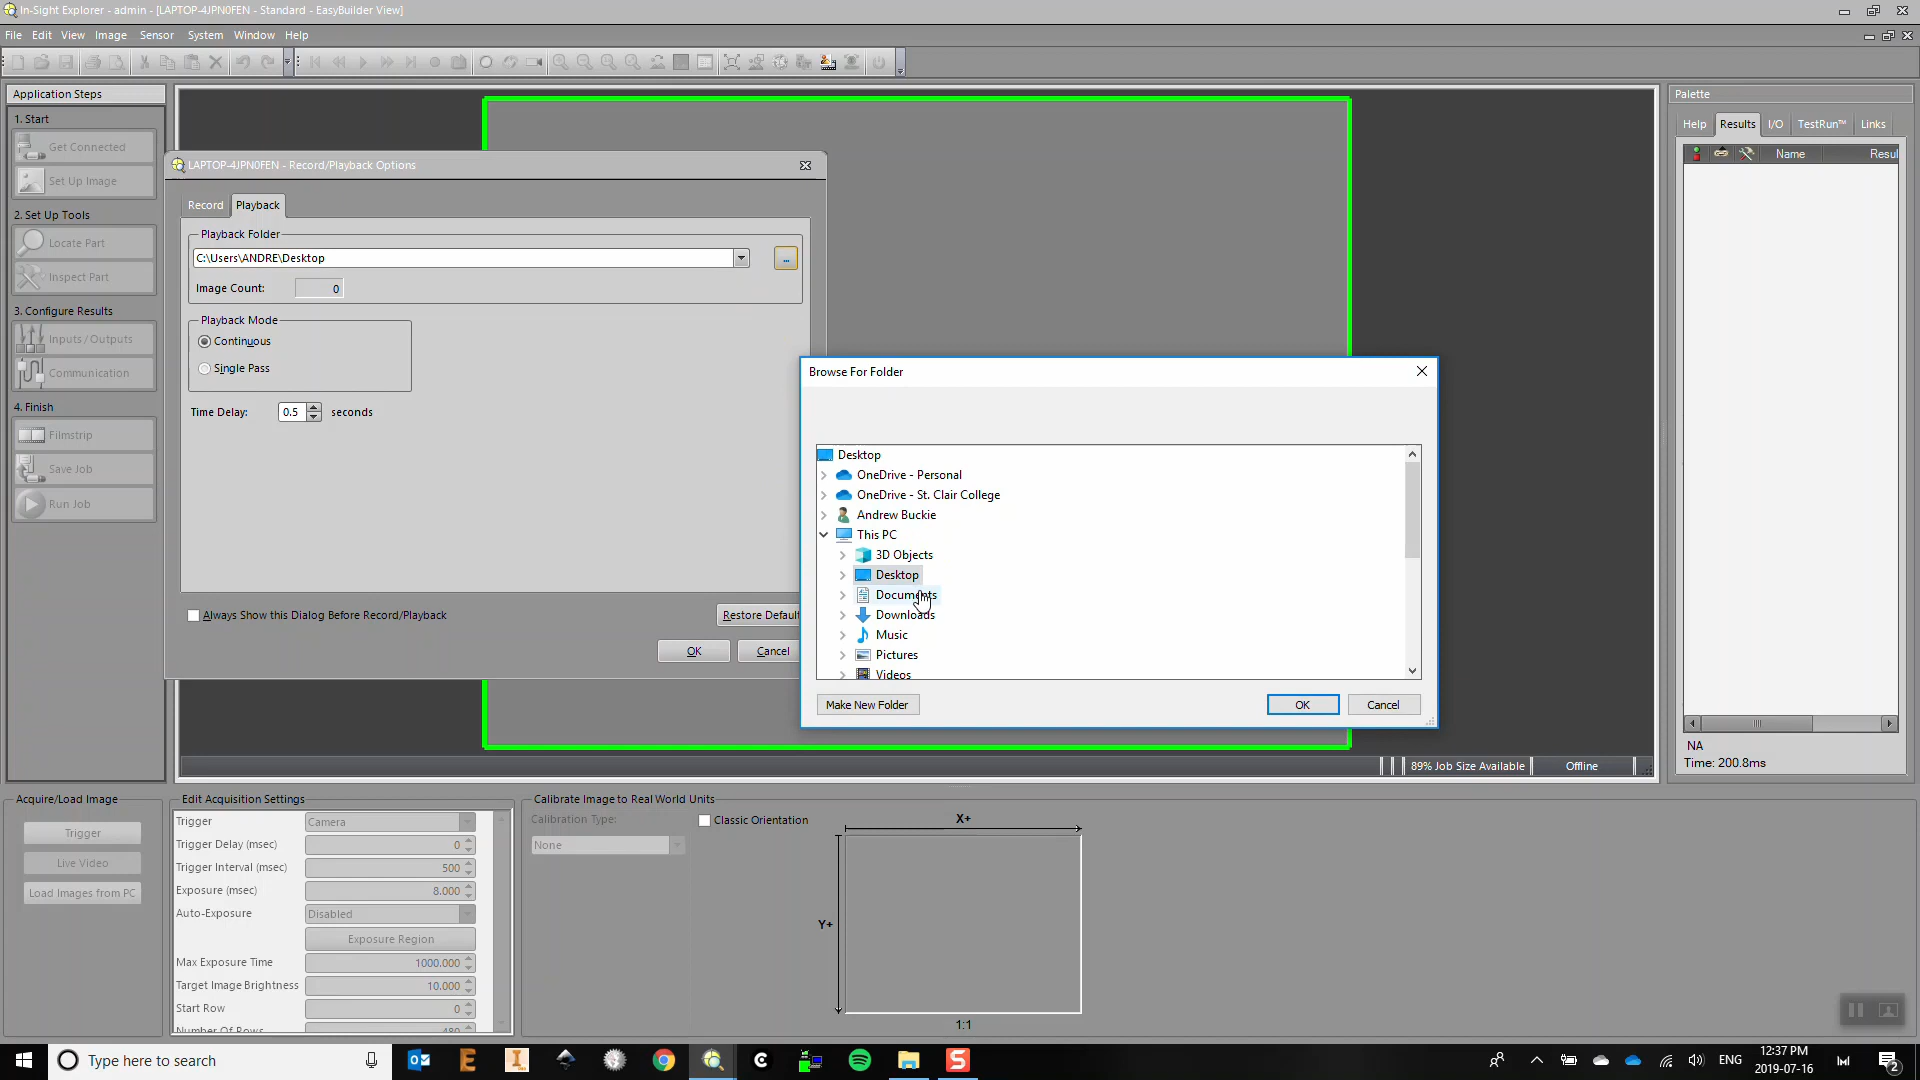 In-Sight Explorer - admin - [LAPTOP-4JPN0FEN - Standard - EasyBuilder View]
File Edit View Image Sensor System Window Help
Application Steps
1. Start
Get Connected
Set Up Image
2. Set Up Tools
Locate Part
Inspect Part
3. Configure Results
Inputs / Outputs
Communication
4. Finish
Filmstrip
Save Job
Run Job
LAPTOP-4JPN0FEN - Record/Playback Options
Record Playback
Playback Folder
C:\Users\ANDRE\Desktop
...
Image Count: 0
Playback Mode
Continuous
Single Pass
Time Delay: 0.5 seconds
Always Show this Dialog Before Record/Playback
Restore Default
OK Cancel
Browse For Folder
Desktop
OneDrive - Personal
OneDrive - St. Clair College
Andrew Buckie
This PC
3D Objects
Desktop
Documents
Downloads
Music
Pictures
Videos
Make New Folder OK Cancel
Palette
Help Results I/O TestRun™ Links
Name Resul
NA
Time: 200.8ms
89% Job Size Available Offline
Acquire/Load Image
Trigger
Live Video
Load Images from PC
Edit Acquisition Settings
Trigger Camera
Trigger Delay (msec) 0
Trigger Interval (msec) 500
Exposure (msec) 8.000
Auto-Exposure Disabled
Exposure Region
Max Exposure Time 1000.000
Target Image Brightness 10.000
Start Row 0
Number Of Rows 480
Calibrate Image to Real World Units
Calibration Type:
None
Classic Orientation
X+
Y+
1:1
Type here to search
ENG
12:37 PM
2019-07-16
2